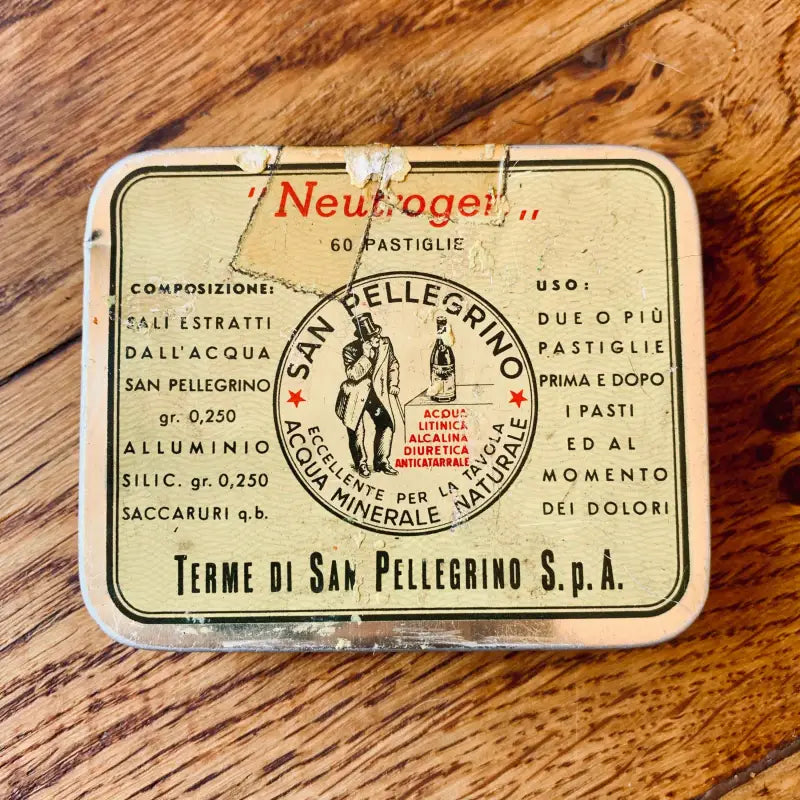 "Neutrogen"
60 PASTIGLIE
COMPOSIZIONE:
SALI ESTRATTI
DALL'ACQUA
SAN PELLEGRINO
gr. 0,250
ALLUMINIO
SILIC. gr. 0,250
SACCARURI q.b.
SAN PELLEGRINO
ACQUA
LITINICA
ALCALINA
DIURETICA
ANTICATARRALE
ECCELLENTE PER LA TAVOLA
ACQUA MINERALE NATURALE
USO:
DUE O PIÙ
PASTIGLIE
PRIMA E DOPO
I PASTI
ED AL
MOMENTO
DEI DOLORI
TERME DI SAN PELLEGRINO S.p.A.